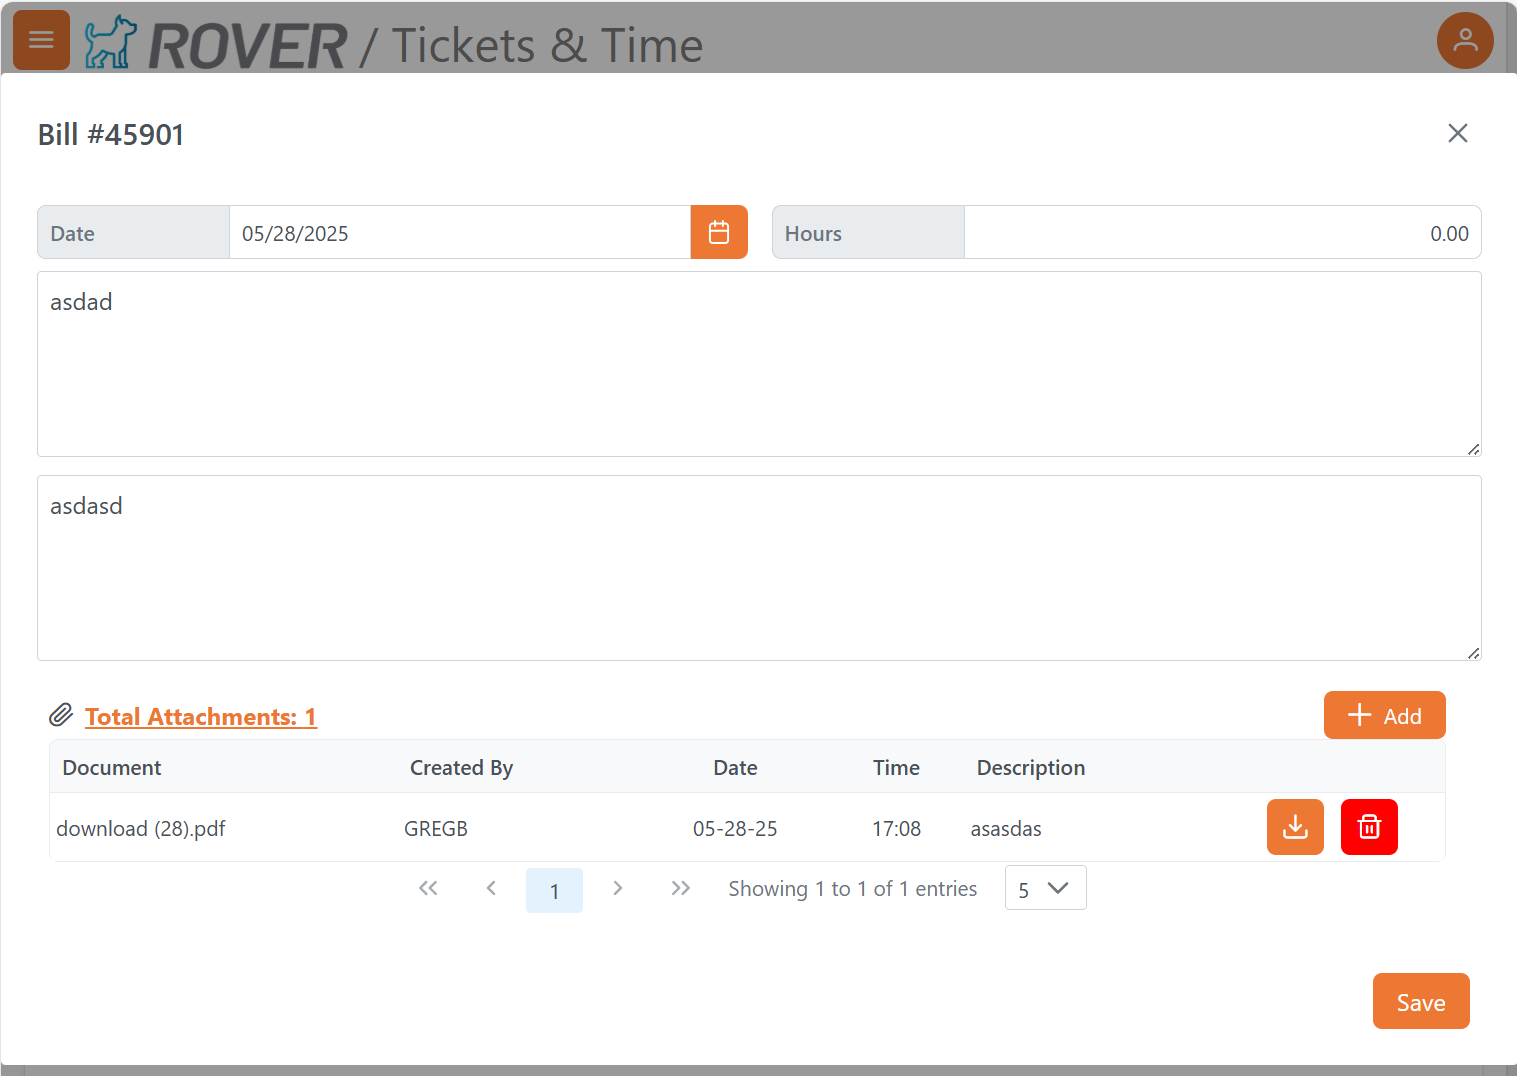 ROVER / Tickets & Time
Bill #45901
Date 05/28/2025 Hours 0.00
asdad
asdasd
Total Attachments: 1 Add
Document Created By Date Time Description
download (28).pdf GREGB 05-28-25 17:08 asasdas
1 Showing 1 to 1 of 1 entries 5
Save